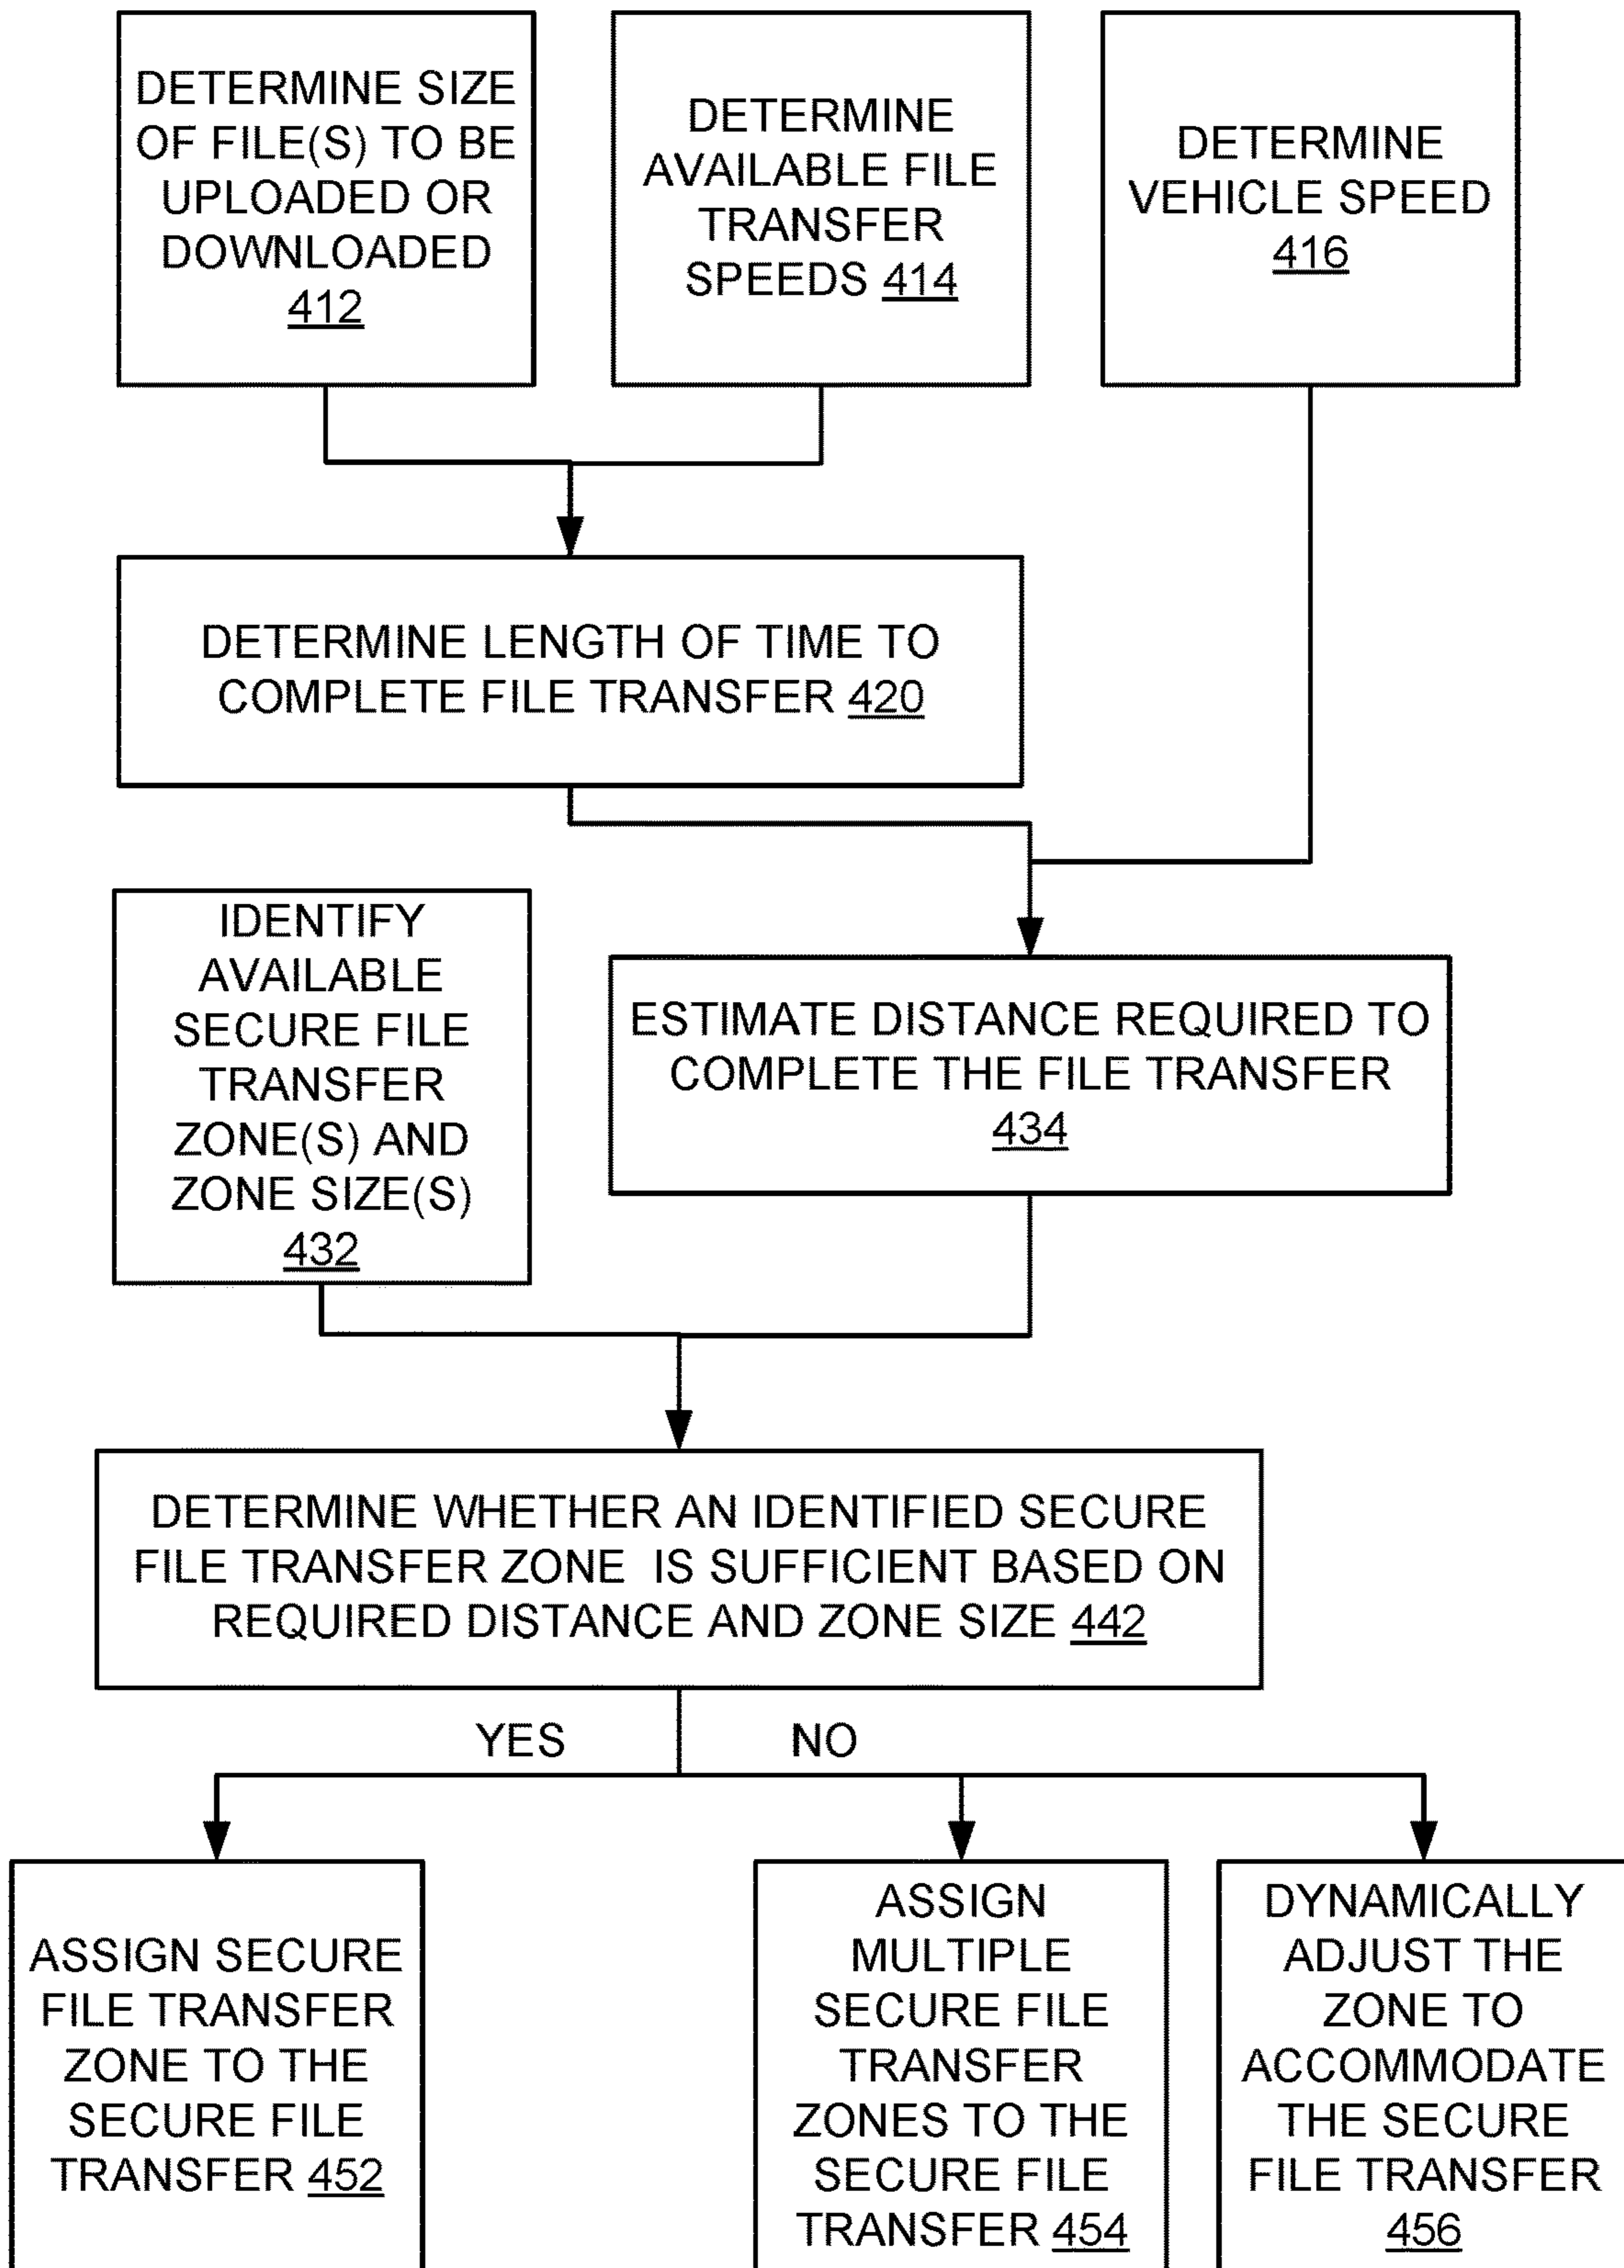 DETERMINE SIZE
OF FILE(S) TO BE
UPLOADED OR
DOWNLOADED
412
DETERMINE
AVAILABLE FILE
TRANSFER
SPEEDS 414
DETERMINE
VEHICLE SPEED
416
DETERMINE LENGTH OF TIME TO
COMPLETE FILE TRANSFER 420
IDENTIFY
AVAILABLE
SECURE FILE
TRANSFER
ZONE(S) AND
ZONE SIZE(S)
432
ESTIMATE DISTANCE REQUIRED TO
COMPLETE THE FILE TRANSFER
434
DETERMINE WHETHER AN IDENTIFIED SECURE
FILE TRANSFER ZONE  IS SUFFICIENT BASED ON
REQUIRED DISTANCE AND ZONE SIZE 442
YES
NO
ASSIGN SECURE
FILE TRANSFER
ZONE TO THE
SECURE FILE
TRANSFER 452
ASSIGN
MULTIPLE
SECURE FILE
TRANSFER
ZONES TO THE
SECURE FILE
TRANSFER 454
DYNAMICALLY
ADJUST THE
ZONE TO
ACCOMMODATE
THE SECURE
FILE TRANSFER
456